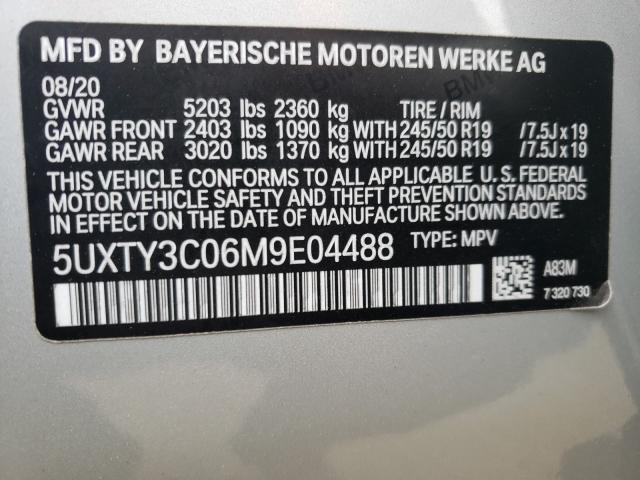 MFD BY BAYERISCHE MOTOREN WERKE AG
08/20
GVWR 5203 lbs 2360 kg TIRE / RIM
GAWR FRONT 2403 lbs 1090 kg WITH 245/50 R19 /7.5J x 19
GAWR REAR 3020 lbs 1370 kg WITH 245/50 R19 /7.5J x 19
THIS VEHICLE CONFORMS TO ALL APPLICABLE U. S. FEDERAL
MOTOR VEHICLE SAFETY AND THEFT PREVENTION STANDARDS
IN EFFECT ON THE DATE OF MANUFACTURE SHOWN ABOVE.
5UXTY3C06M9E04488 TYPE: MPV
A83M
7 320 730